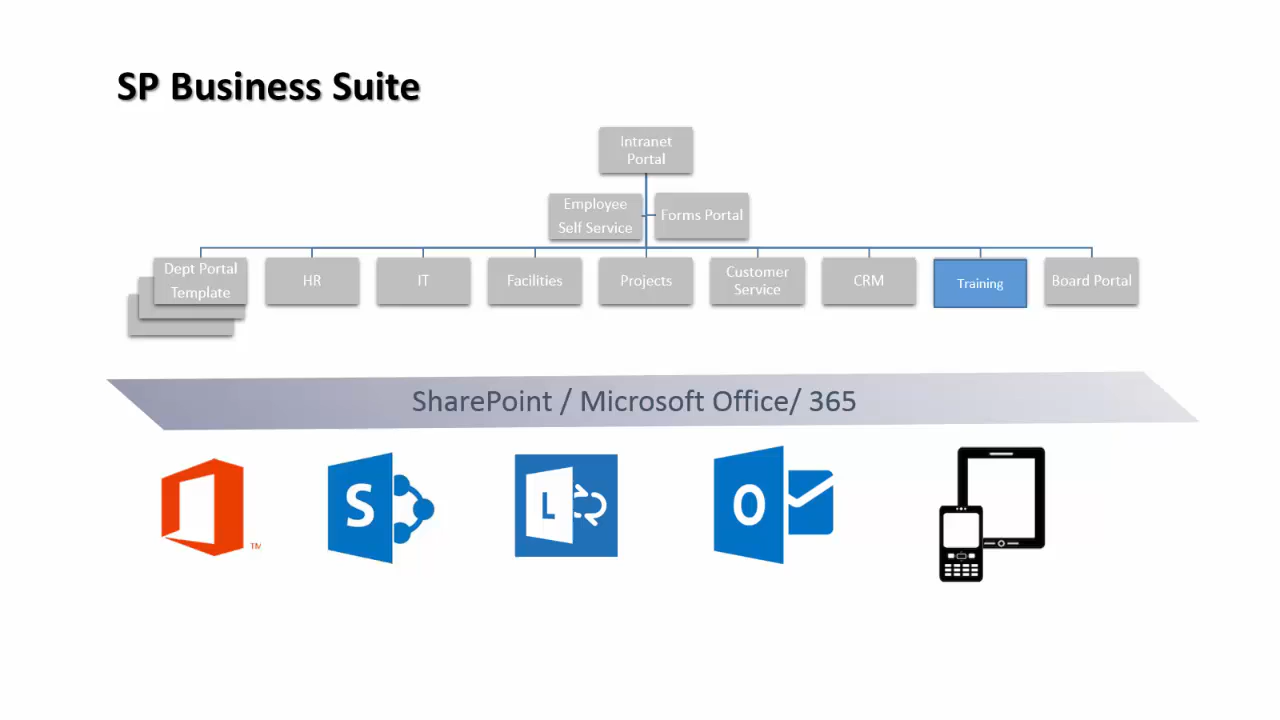 SP Business Suite
Intranet
Portal
Employee
Self Service
Forms Portal
Dept Portal
Template
HR
IT
Facilities
Projects
Customer
Service
CRM
Training
Board Portal
SharePoint / Microsoft Office/ 365
TM
S
L
O